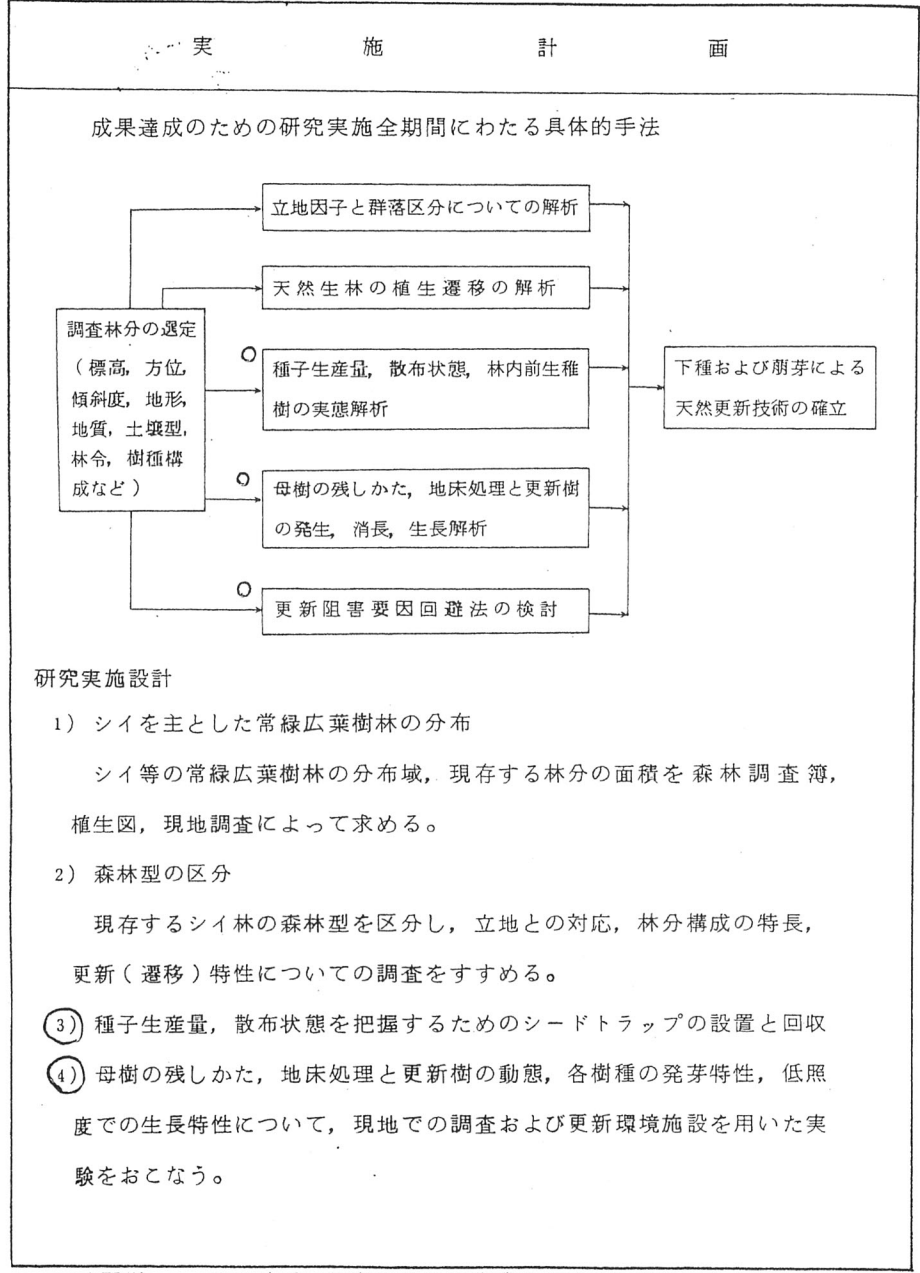 実施計画
成果達成のための研究実施全期間にわたる具体的手法
調査林分の選定
(標高,方位,
傾斜度,地形,
地質,土壌型,
林令,樹種構
成など)
立地因子と群落区分についての解析
天然生林の植生遷移の解析
○
種子生産量,散布状態,林内前生稚
樹の実態解析
○
母樹の残しかた,地床処理と更新樹
の発生,消長,生長解析
○
更新阻害要因回避法の検討
下種および萠芽による
天然更新技術の確立
研究実施設計
1) シイを主とした常緑広葉樹林の分布
シイ等の常緑広葉樹林の分布域,現存する林分の面積を森林調査簿,
植生図,現地調査によって求める。
2) 森林型の区分
現存するシイ林の森林型を区分し,立地との対応,林分構成の特長,
更新(遷移)特性についての調査をすすめる。
3) 種子生産量,散布状態を把握するためのシードトラップの設置と回収
4) 母樹の残しかた,地床処理と更新樹の動態,各樹種の発芽特性,低照
度での生長特性について,現地での調査および更新環境施設を用いた実
験をおこなう。